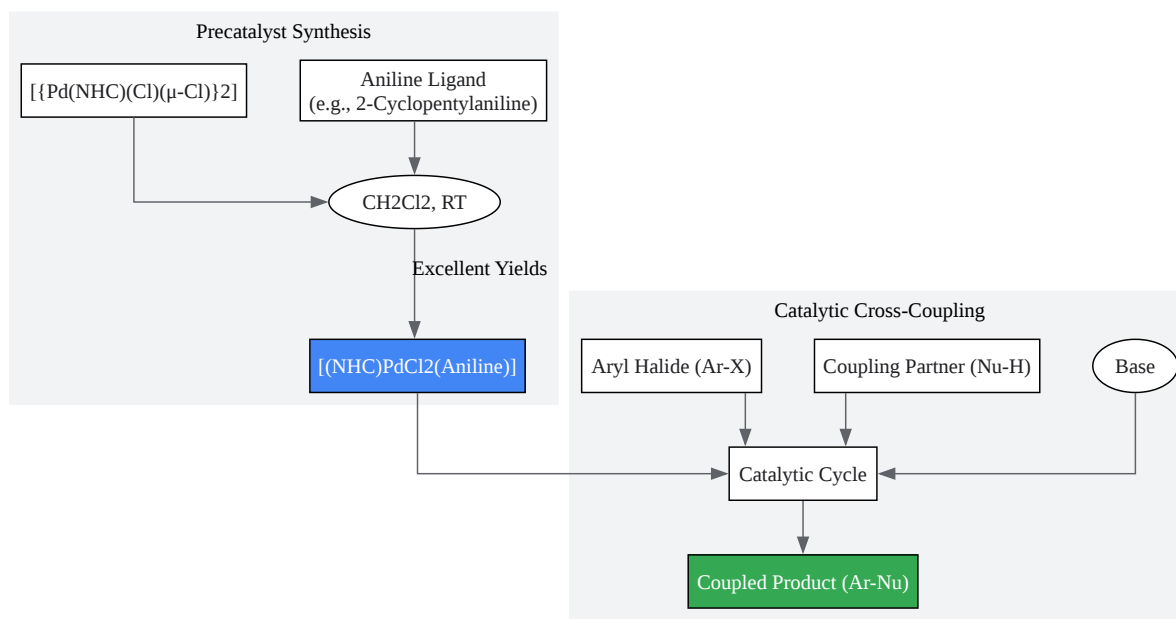 Precatalyst Synthesis
[{Pd(NHC)(Cl)(μ-Cl)}2]
Aniline Ligand
(e.g., 2-Cyclopentylaniline)
CH2Cl2, RT
Excellent Yields
[(NHC)PdCl2(Aniline)]
Catalytic Cross-Coupling
Aryl Halide (Ar-X)
Coupling Partner (Nu-H)
Base
Catalytic Cycle
Coupled Product (Ar-Nu)